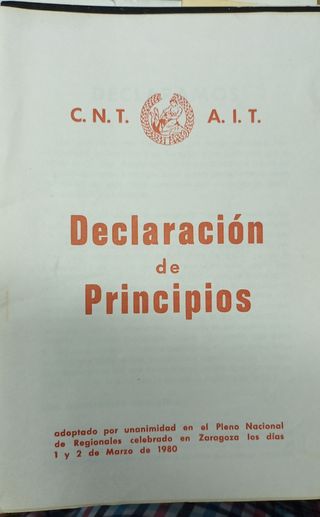 C. N. T. A. I. T.
Declaración
de
Principios
adoptado por unanimidad en el Pleno Nacional
de Regionales celebrado en Zaragoza los días
1 y 2 de Marzo de 1980